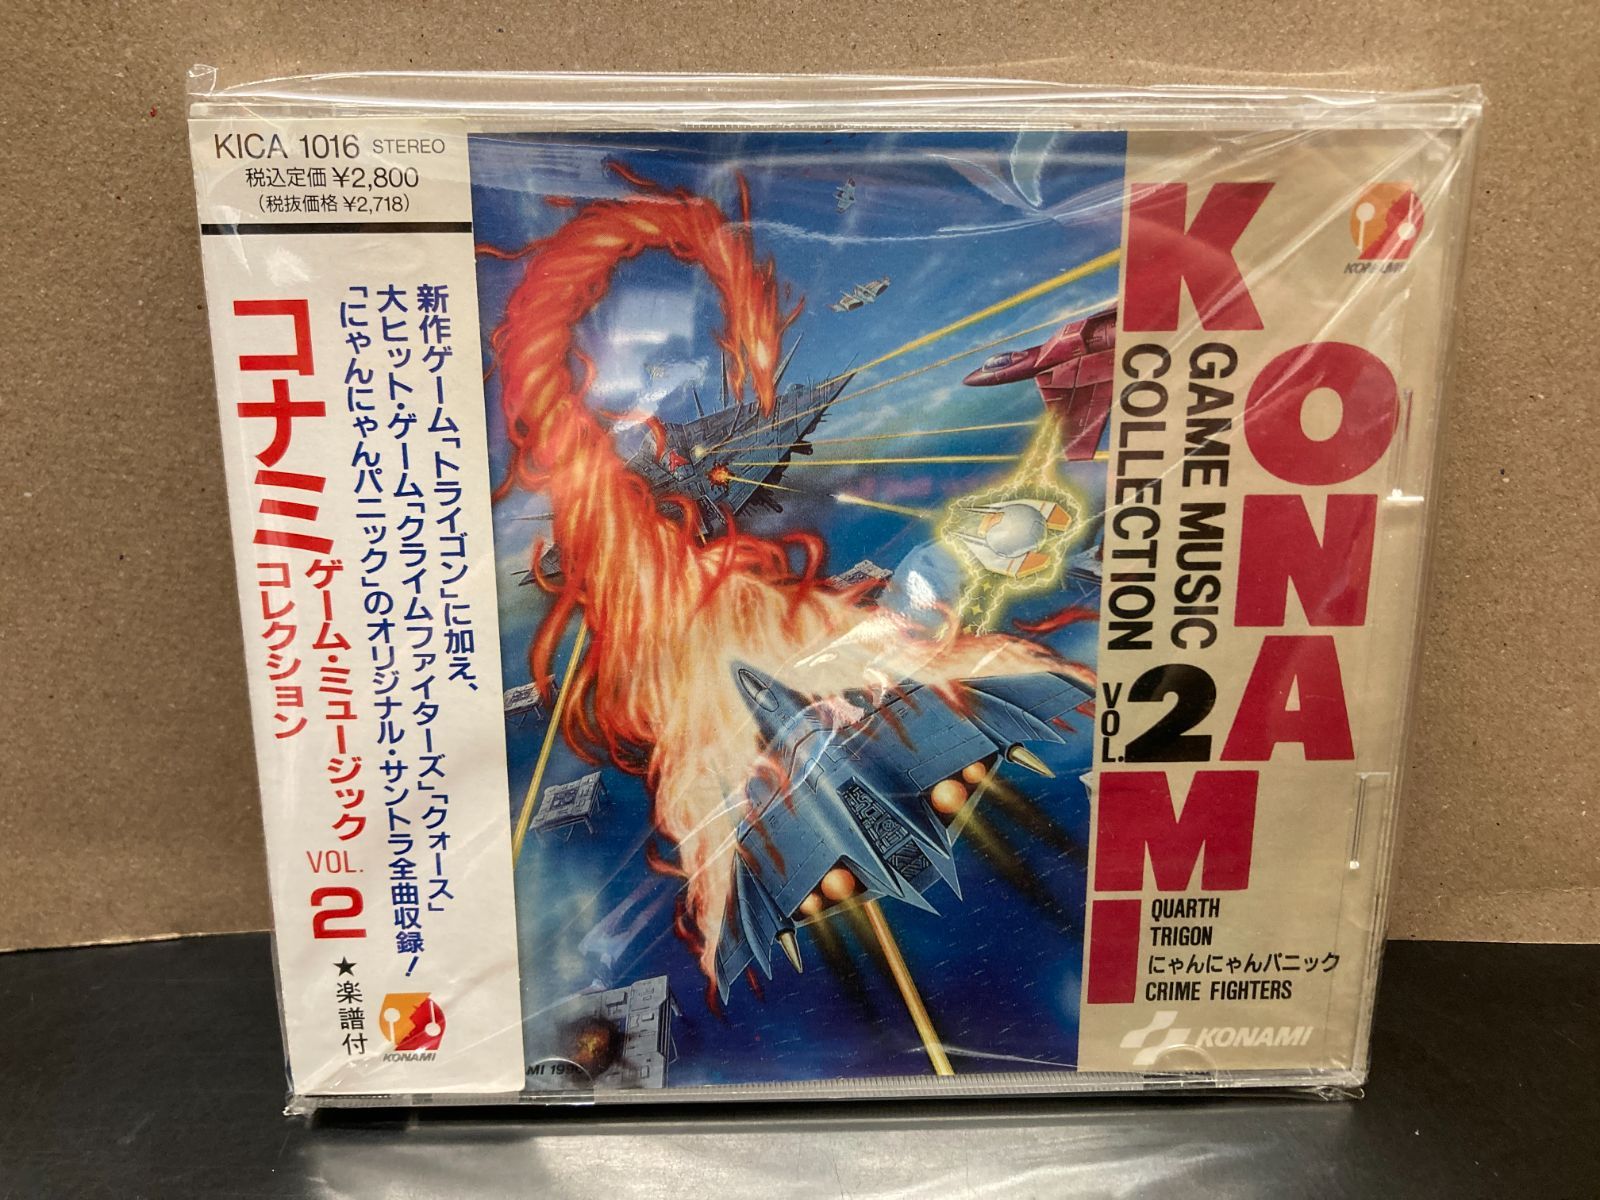 KICA 1016 STEREO
税込定価 ¥2,800
(税抜価格 ¥2,718)
新作ゲーム「トライゴン」に加え、
大ヒット・ゲーム「クライムファイターズ」「クォース」
「にゃんにゃんパニック」のオリジナル・サントラ全曲収録!
コナミ ゲーム・ミュージック
コレクション
VOL.
2
★楽譜付
KONAMI
KONAMI
GAME MUSIC
COLLECTION
VOL. 2
KONAMI
QUARTH
TRIGON
にゃんにゃんパニック
CRIME FIGHTERS
KONAMI
MI 1990